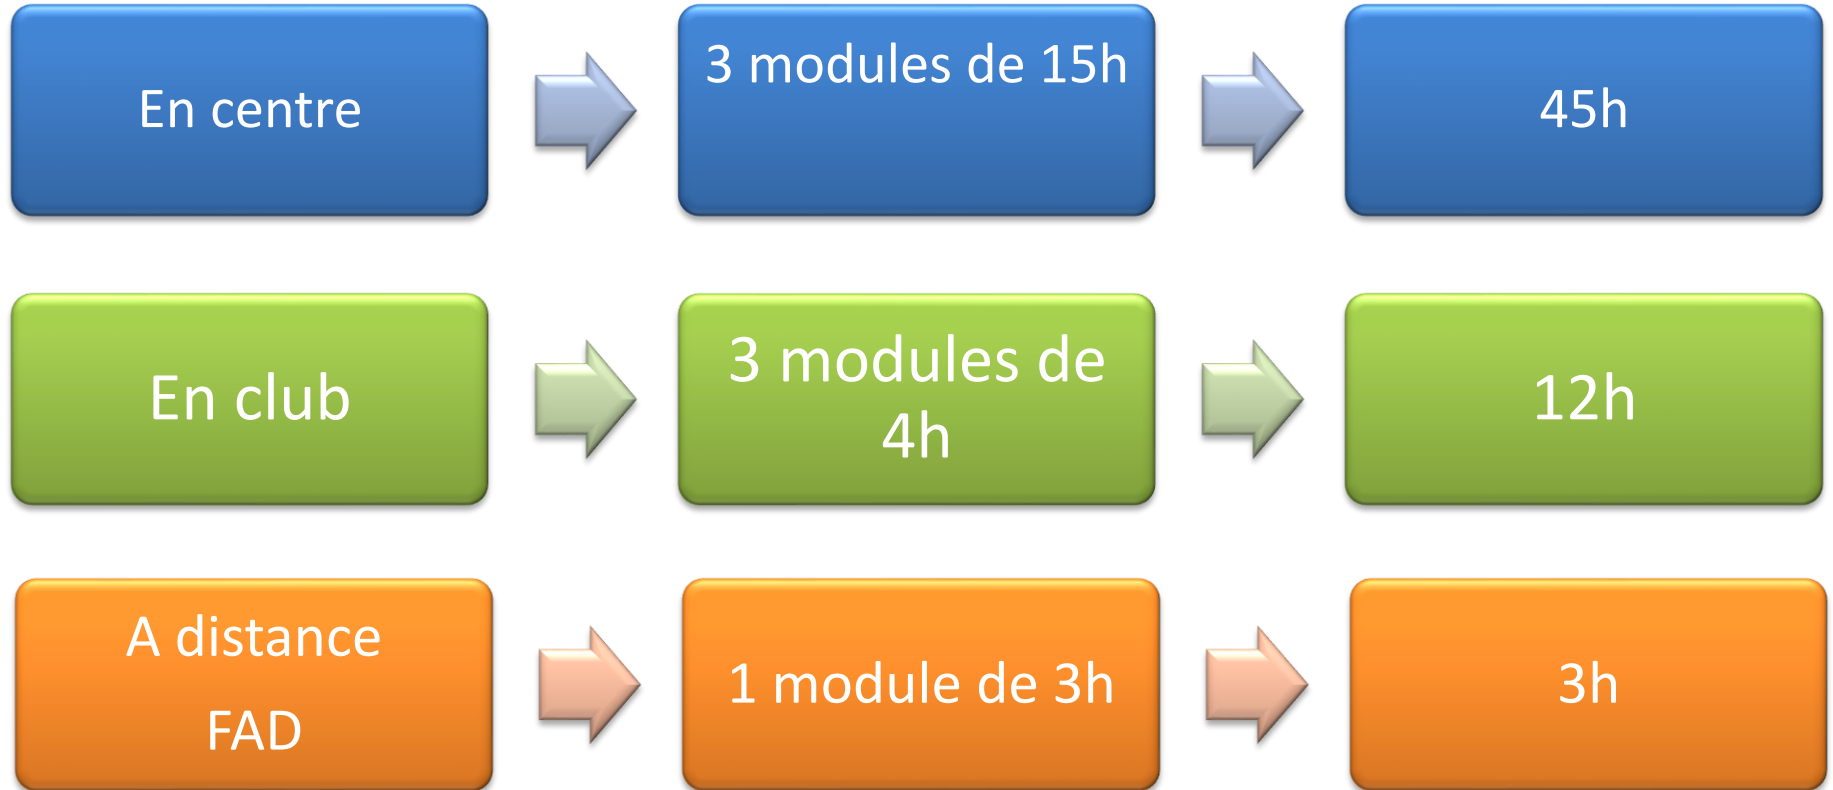 En centre
3 modules de 15h
45h
En club
3 modules de
4h
12h
A distance
FAD
1 module de 3h
3h